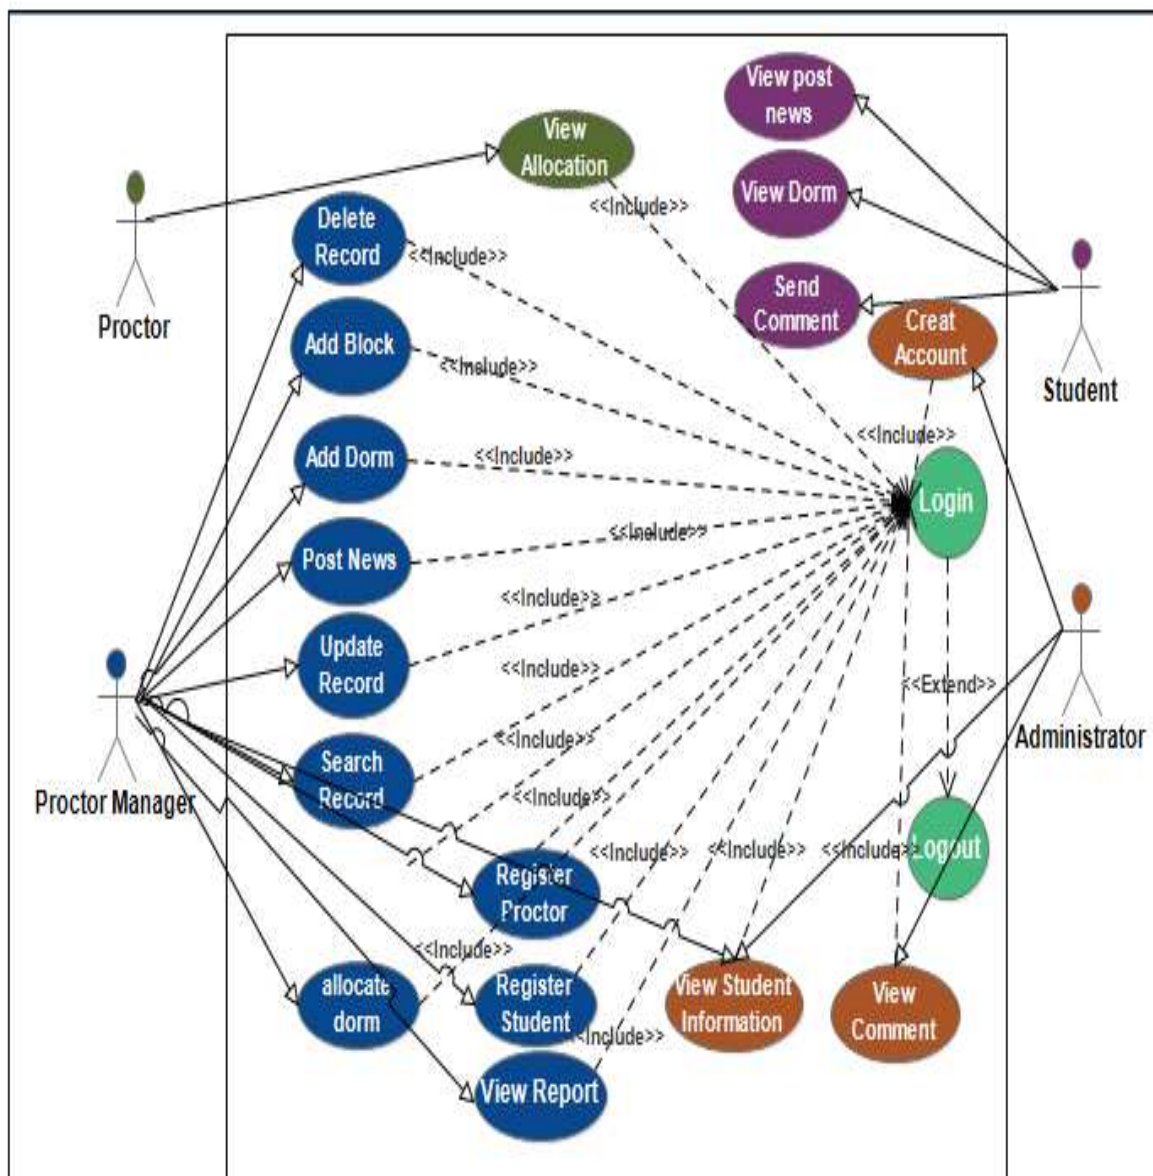 View post
news
View
Allocation
View Dorm
<<Include>>
Delete
Record
<<Include>>
Send
Comment
Creat
Account
Proctor
Add Block
<<Include>>
Student
<<Include>>
Add Dorm
<<Include>>
Login
Post News
<<Include>>
<<Include>>
Update
Record
<<Include>>
<<Extend>>
Administrator
<<Include>>
Search
Record
Proctor Manager
<<Include>>
<<Include>>
<<Include>>
<<Include>>
Logout
Register
Proctor
<<Include>>
allocate
dorm
Register
Student
View Student
Information
View
Comment
<<Include>>
View Report